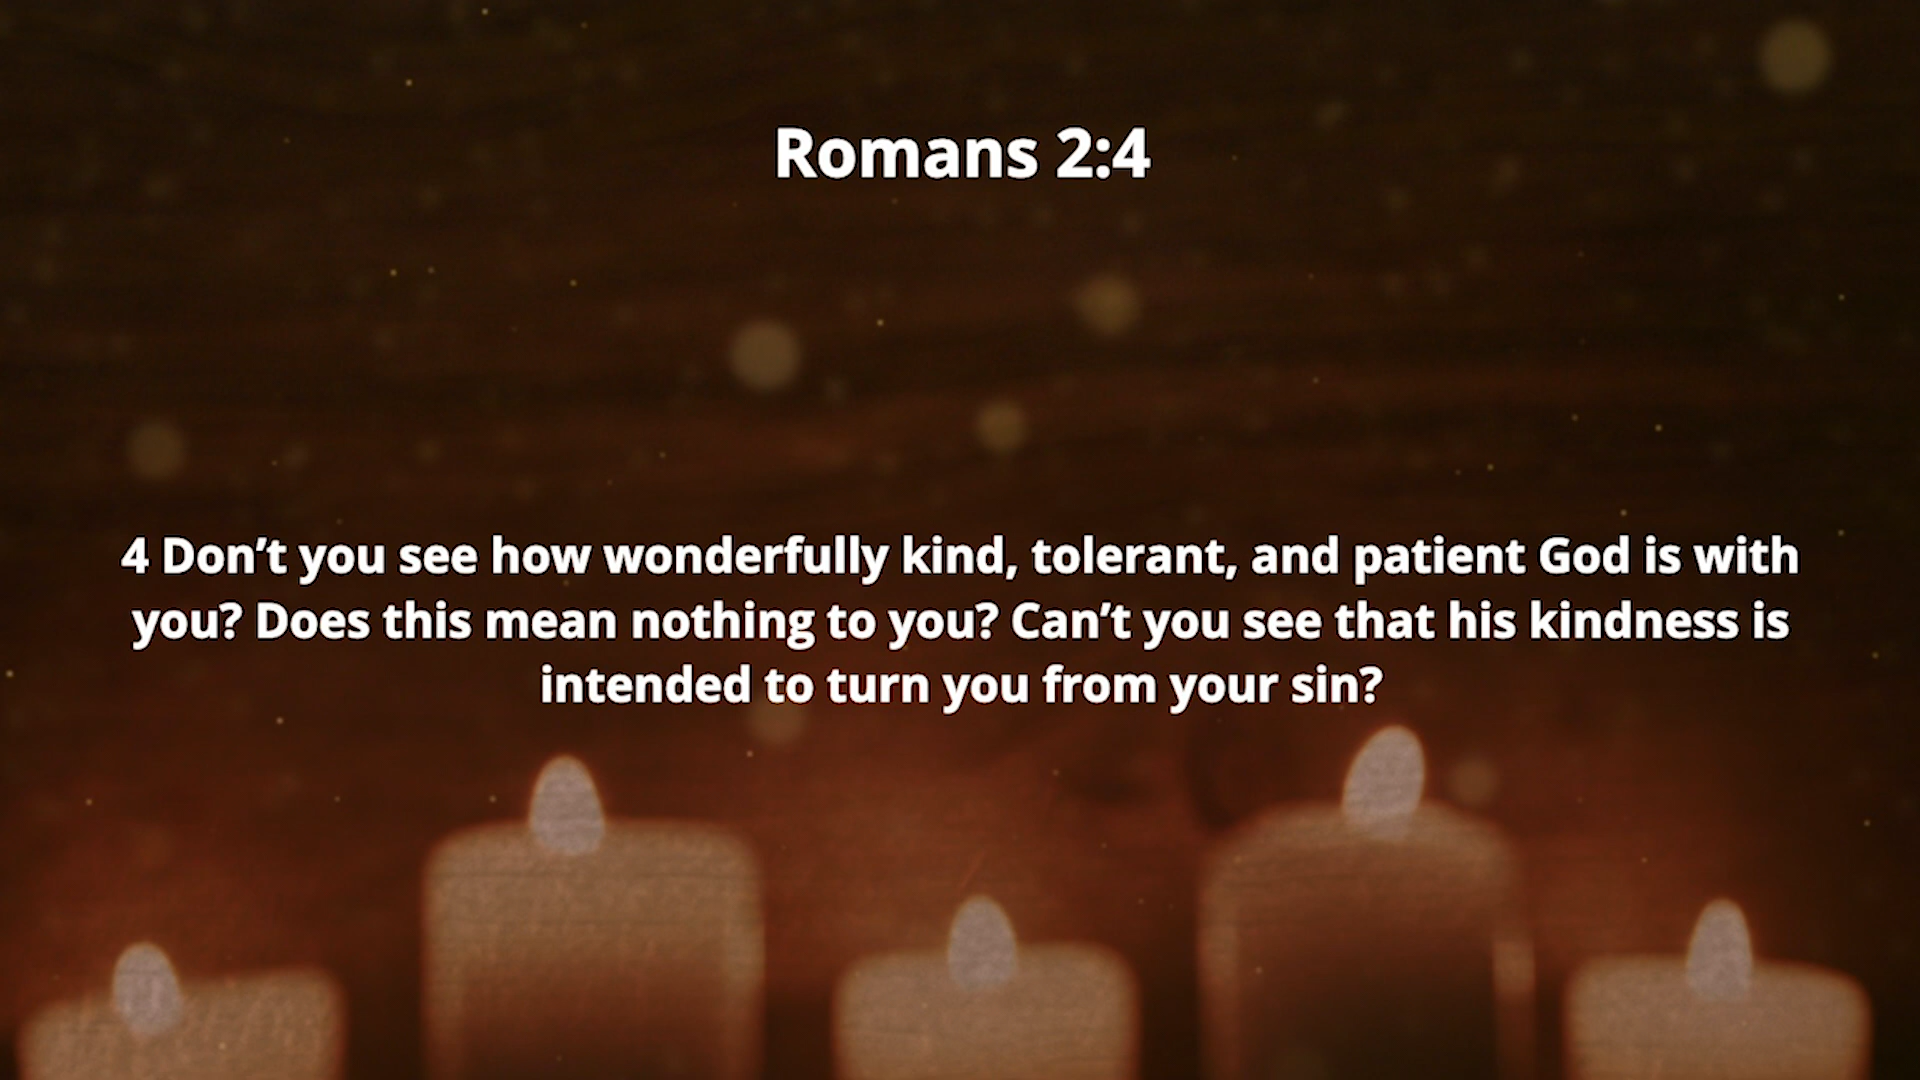 Romans 2:4
4 Don’t you see how wonderfully kind, tolerant, and patient God is with
you? Does this mean nothing to you? Can’t you see that his kindness is
intended to turn you from your sin?